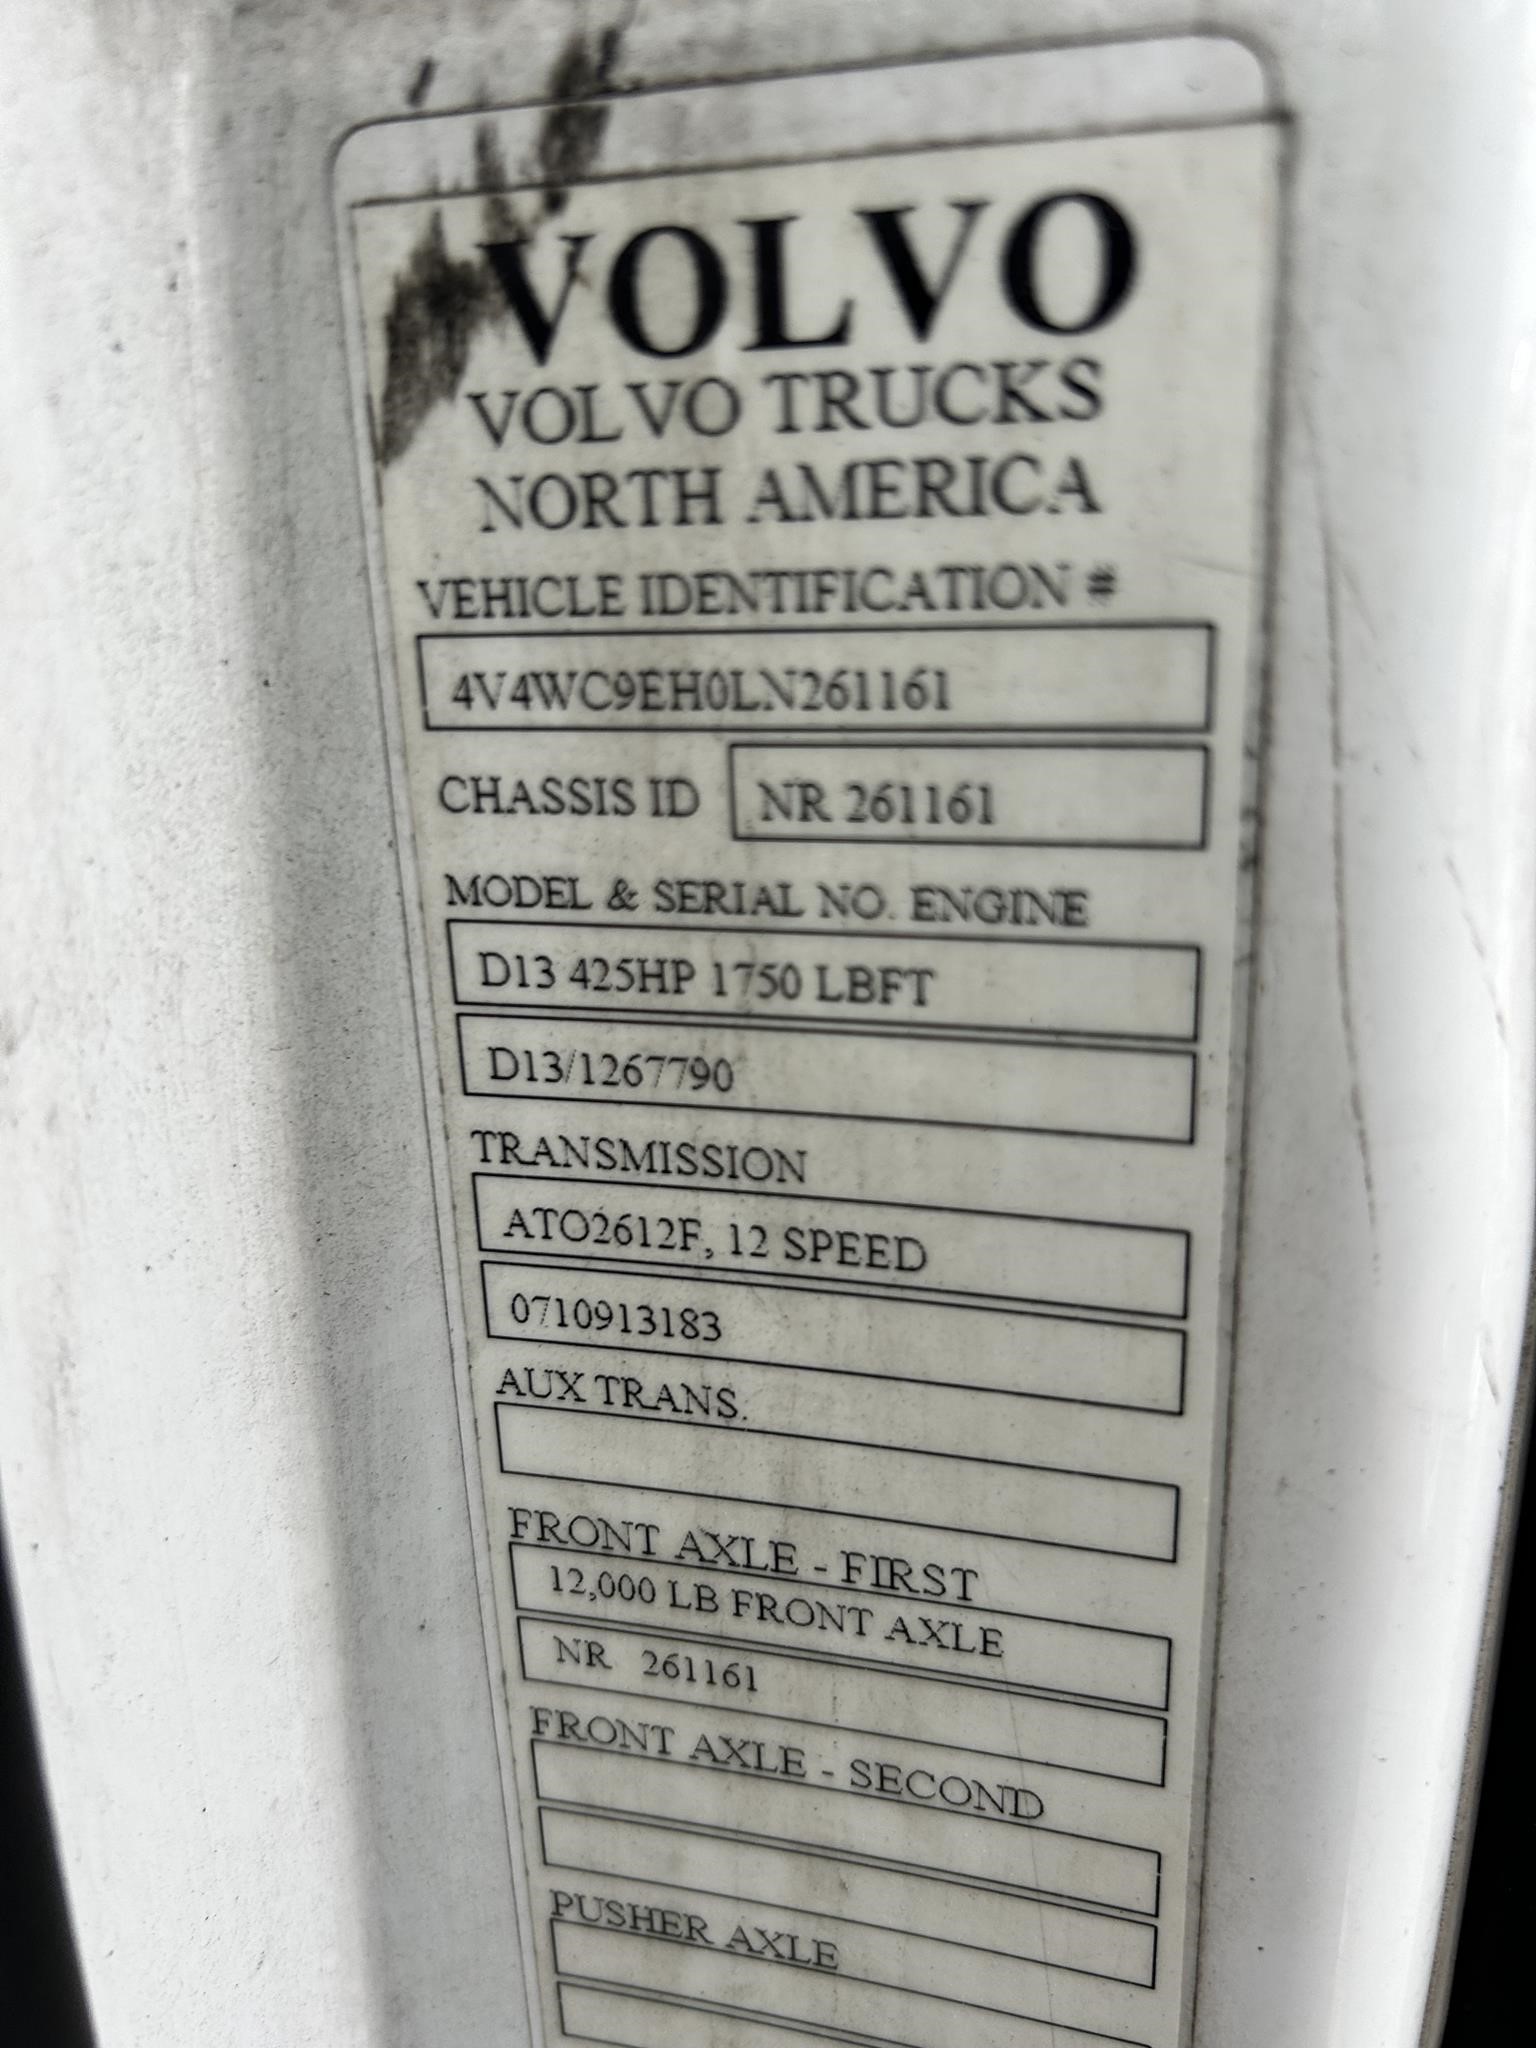 VOLVO
VOLVO TRUCKS
NORTH AMERICA
VEHICLE IDENTIFICATION #
4V4WC9EH0LN261161
CHASSIS ID NR 261161
MODEL & SERIAL NO. ENGINE
D13 425HP 1750 LBFT
D13/1267790
TRANSMISSION
ATO2612F, 12 SPEED
0710913183
AUX TRANS.
FRONT AXLE - FIRST
12,000 LB FRONT AXLE
NR 261161
FRONT AXLE - SECOND
PUSHER AXLE